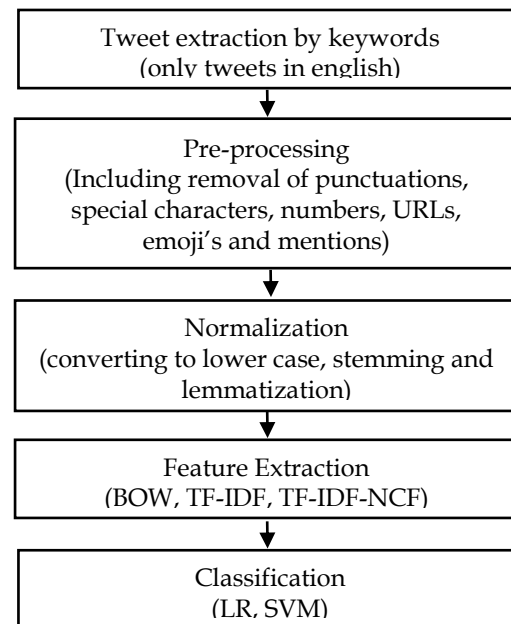 Tweet extraction by keywords
(only tweets in english)
Pre-processing
(Including removal of punctuations,
special characters, numbers, URLs,
emoji's and mentions)
Normalization
(converting to lower case, stemming and
lemmatization)
Feature Extraction
(BOW, TF-IDF, TF-IDF-NCF)
Classification
(LR, SVM)